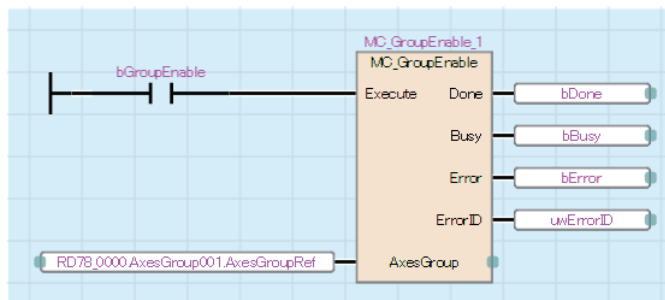 MC_GroupEnable_1
bGroupEnable
MC_GroupEnable
Execute Done
bDone
Busy
bBusy
Error
bError
ErrorID
uwErrorID
RD78_0000.AxesGroup001.AxesGroupRef
AxesGroup